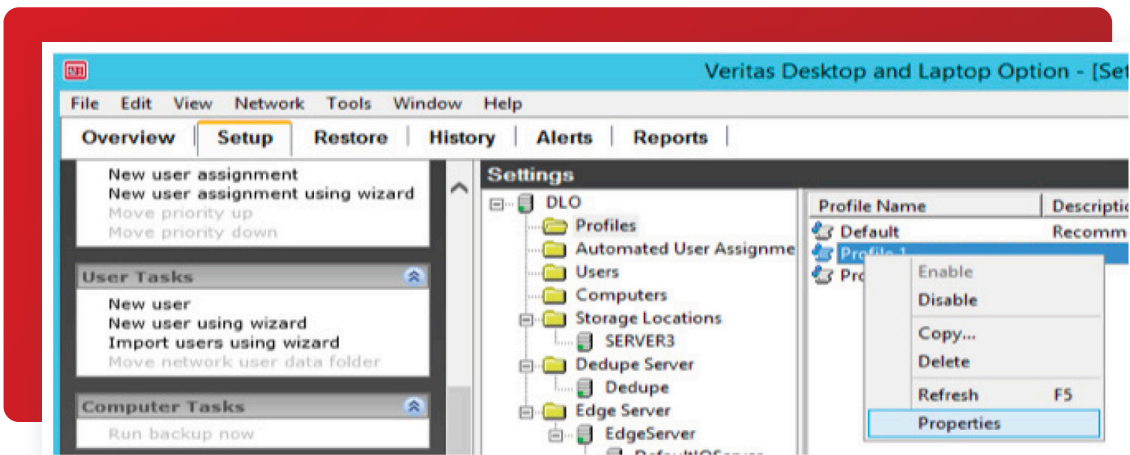 Veritas Desktop and Laptop Option - [Set
File Edit View Network Tools Window Help
Overview Setup Restore History Alerts Reports
New user assignment
New user assignment using wizard
Move priority up
Move priority down
User Tasks
New user
New user using wizard
Import users using wizard
Move network user data folder
Computer Tasks
Run backup now
Settings
DLO
Profiles
Automated User Assignme
Users
Computers
Storage Locations
SERVER3
Dedupe Server
Dedupe
Edge Server
EdgeServer
DefaultIOServer
Profile Name Descriptio
Default Recomm
Profile 1
Pro
Enable
Disable
Copy...
Delete
Refresh F5
Properties